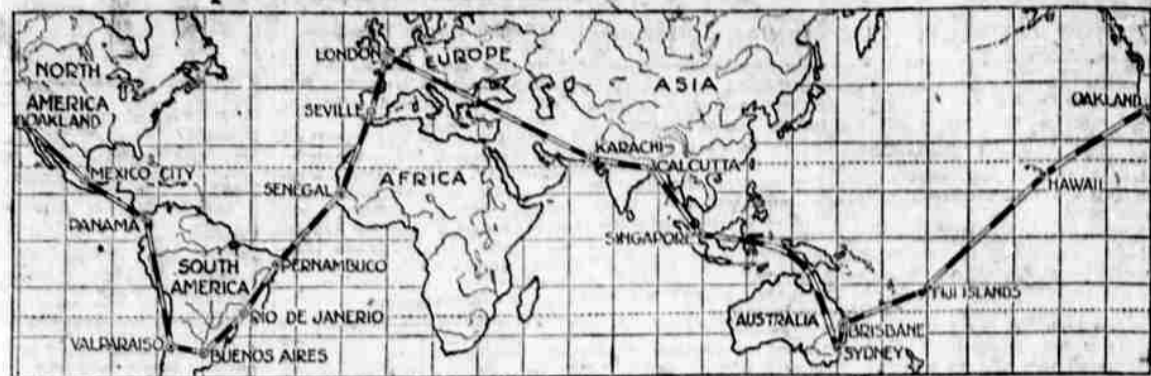 NORTH
AMERICA
OAKLAND
MEXICO CITY
PANAMA
SOUTH
AMERICA
VALPARAISO
BUENOS AIRES
RIO DE JANERIO
PERNAMBUCO
SENEGAL
SEVILLE
LONDON
EUROPE
AFRICA
ASIA
KARACHI
CALCUTTA
SINGAPORE
AUSTRALIA
BRISBANE
SYDNEY
FIJI ISLANDS
HAWAII
OAKLAND